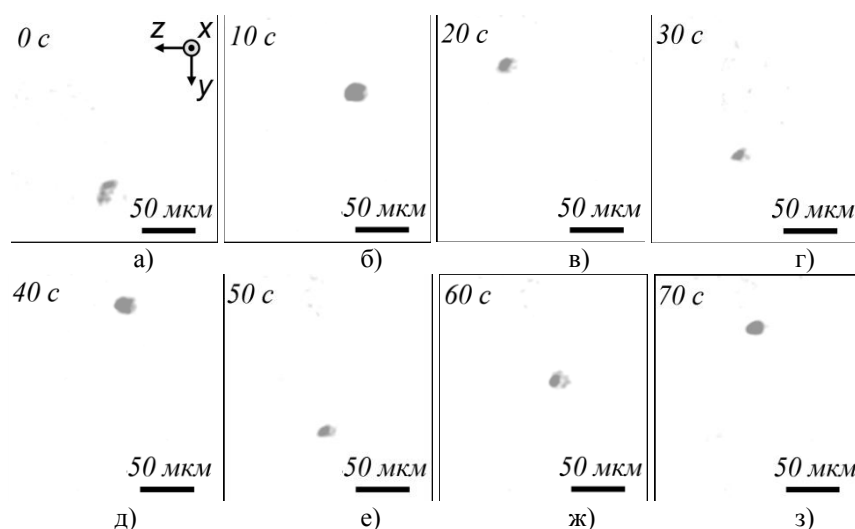 0 с
z
x
y
50 мкм
а)
10 с
50 мкм
б)
20 с
50 мкм
в)
30 с
50 мкм
г)
40 с
50 мкм
д)
50 с
50 мкм
е)
60 с
50 мкм
ж)
70 с
50 мкм
з)